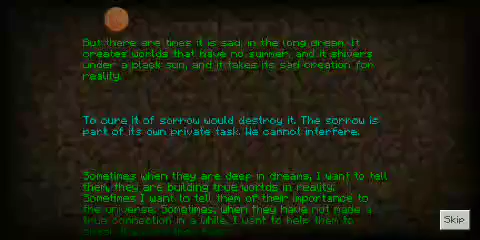 But there are times it is sad, in the long dream. It
creates worlds that have no summer, and it shivers
under a black sun, and it takes its sad creation for
reality.
To cure it of sorrow would destroy it. The sorrow is
part of its own private task. We cannot interfere.
Sometimes when they are deep in dreams, I want to tell
them, they are building true worlds in reality.
Sometimes I want to tell them of their importance to
the universe. Sometimes, when they have not made a
true connection in a while, I want to help them to
Skip